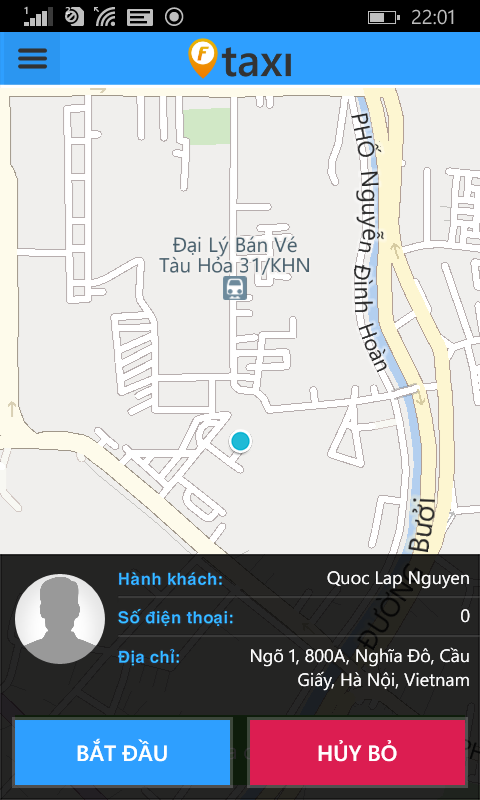 1 2 22:01
F taxi
PHỐ Nguyễn Đình Hoàn
Đại Lý Bán Vé
Tàu Hỏa 31/KHN
ĐƯỜNG Bưởi
Hành khách: Quoc Lap Nguyen
Số điện thoại: 0
Địa chỉ: Ngõ 1, 800A, Nghĩa Đô, Cầu
Giấy, Hà Nội, Vietnam
BẮT ĐẦU HỦY BỎ